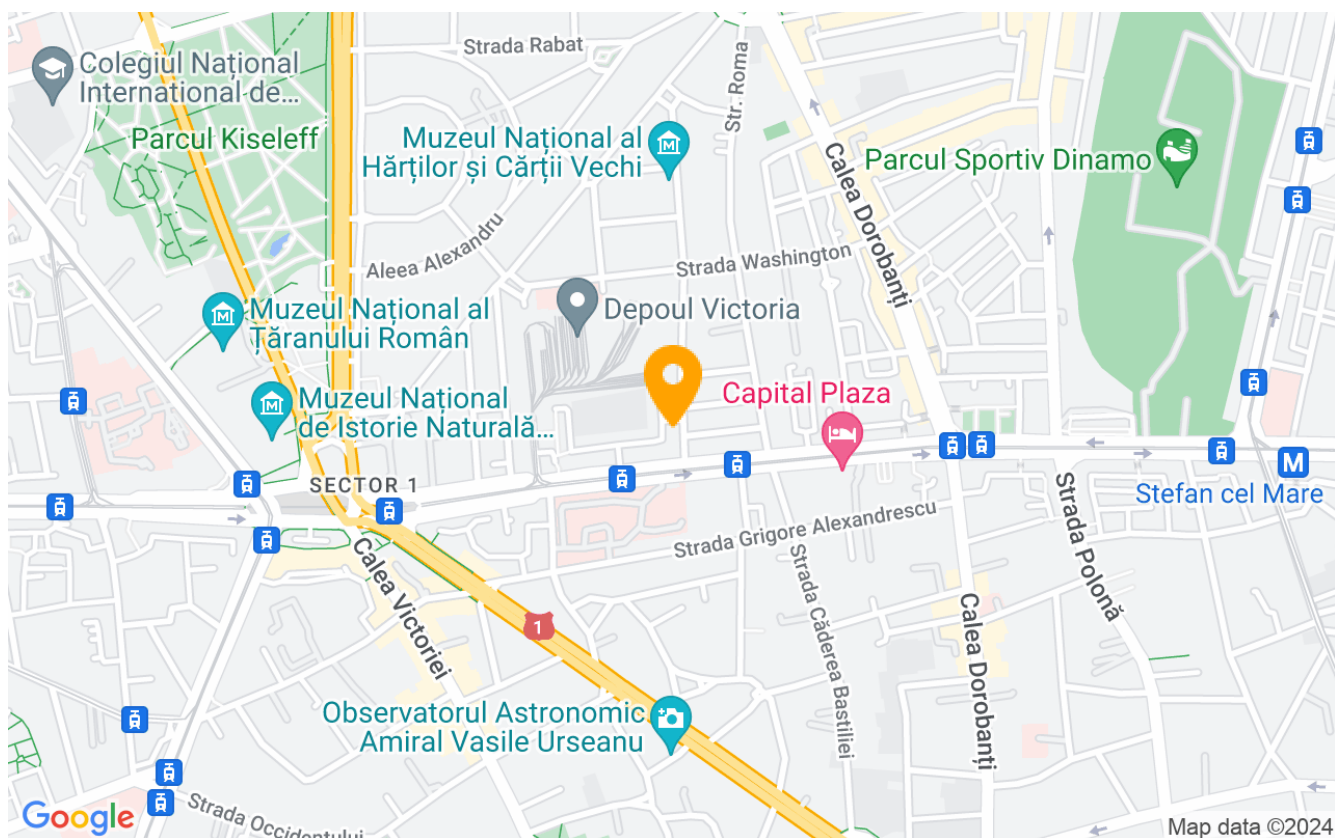 Strada Rabat
Colegiul Național
International de...
Parcul Kiseleff
Muzeul Național al
Hărților și Cărții Vechi
Str. Roma
Calea Dorobanți
Parcul Sportiv Dinamo
Aleea Alexandru
Strada Washington
Muzeul Național al
Țăranului Român
Depoul Victoria
Muzeul Național
de Istorie Naturală...
Capital Plaza
SECTOR 1
M
Stefan cel Mare
Strada Grigore Alexandrescu
Strada Polonă
Calea Victoriei
Strada Căderea Bastiliei
1
Calea Dorobanți
Observatorul Astronomic
Amiral Vasile Urseanu
Google
Strada Occidentului
Map data ©2024